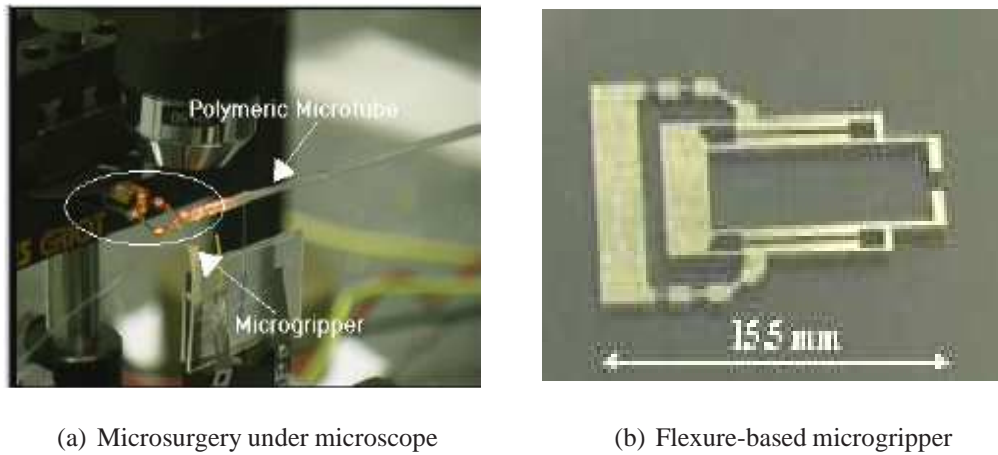 Polymeric Microtube
Microgripper
15.5 mm
(a) Microsurgery under microscope
(b) Flexure-based microgripper